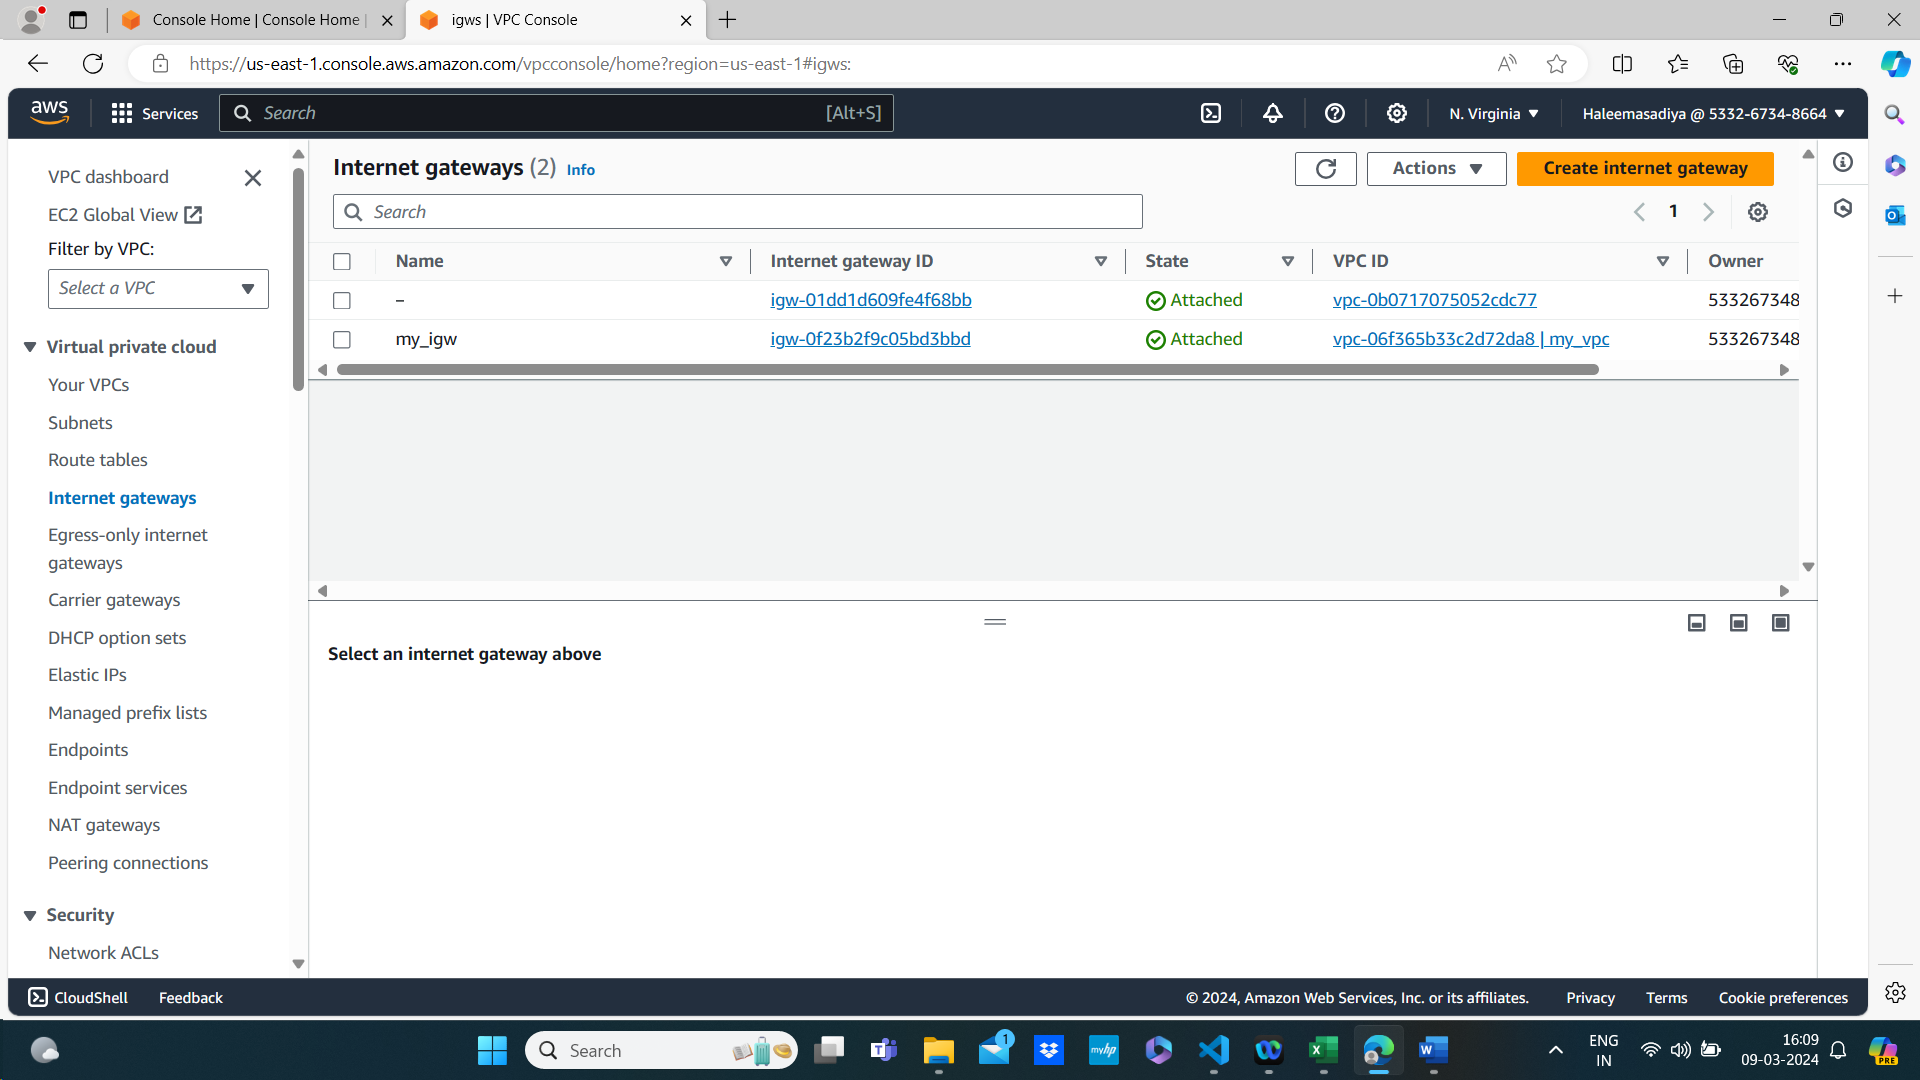 Console Home | Console Home |
igws | VPC Console
https://us-east-1.console.aws.amazon.com/vpcconsole/home?region=us-east-1#igws:
aws
Services
Search
[Alt+S]
N. Virginia
Haleemasadiya @ 5332-6734-8664
VPC dashboard
EC2 Global View
Filter by VPC:
Select a VPC
Virtual private cloud
Your VPCs
Subnets
Route tables
Internet gateways
Egress-only internet
gateways
Carrier gateways
DHCP option sets
Elastic IPs
Managed prefix lists
Endpoints
Endpoint services
NAT gateways
Peering connections
Security
Network ACLs
Internet gateways (2) Info
Actions
Create internet gateway
Search
1
Name Internet gateway ID State VPC ID Owner
– igw-01dd1d609fe4f68bb Attached vpc-0b0717075052cdc77 533267348
my_igw igw-0f23b2f9c05bd3bbd Attached vpc-06f365b33c2d72da8 | my_vpc 533267348
Select an internet gateway above
CloudShell
Feedback
© 2024, Amazon Web Services, Inc. or its affiliates.
Privacy
Terms
Cookie preferences
Search
1
myhp
ENG
IN
16:09
09-03-2024
PRE